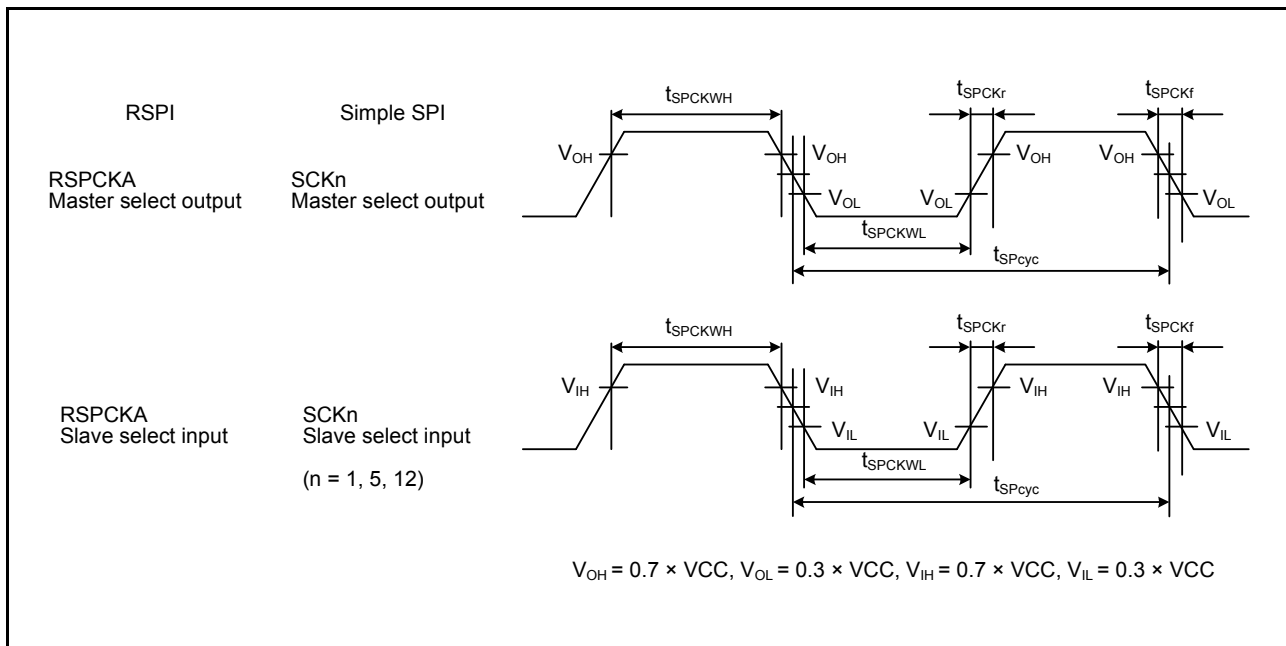 RSPI
Simple SPI
tSPCKWH
tSPCKr
tSPCKf
VOH
VOH
VOH
VOH
RSPCKA
Master select output
SCKn
Master select output
VOL
VOL
VOL
tSPCKWL
tSPcyc
tSPCKWH
tSPCKr
tSPCKf
VIH
VIH
VIH
VIH
RSPCKA
Slave select input
SCKn
Slave select input
VIL
VIL
VIL
(n = 1, 5, 12)
tSPCKWL
tSPcyc
VOH = 0.7 × VCC, VOL = 0.3 × VCC, VIH = 0.7 × VCC, VIL = 0.3 × VCC